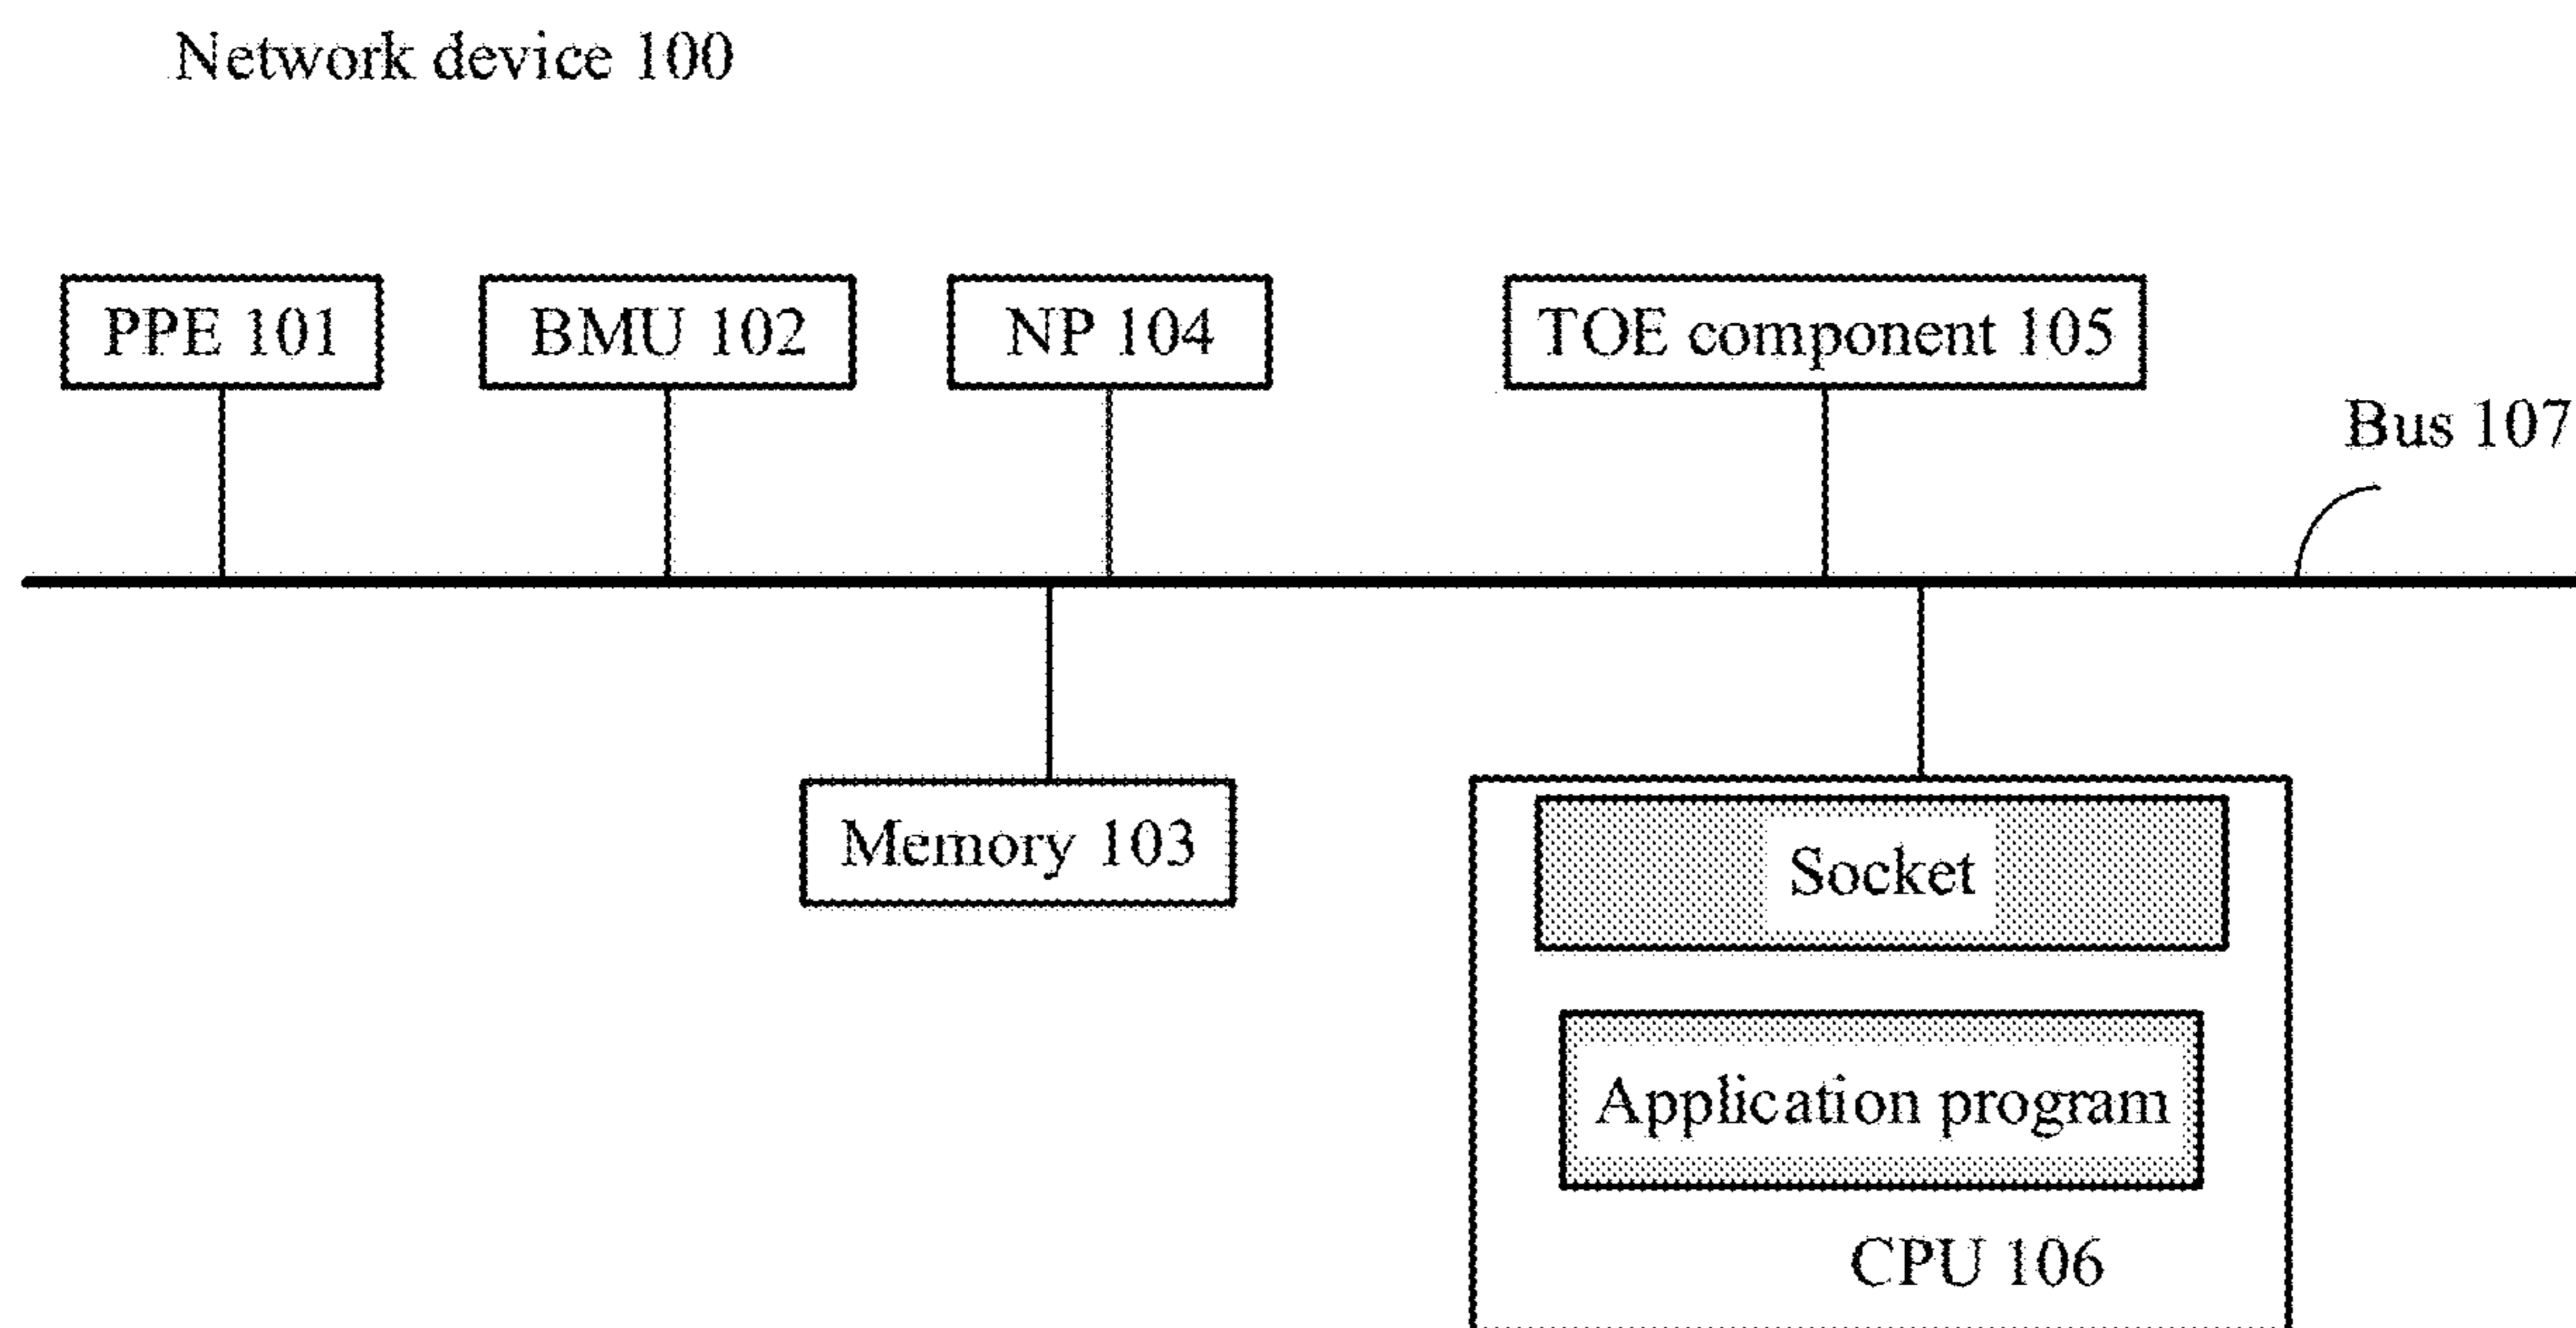 Network device 100
PPE 101
BMU 102
NP 104
TOE component 105
Bus 107
Memory 103
Socket
Application program
CPU 106